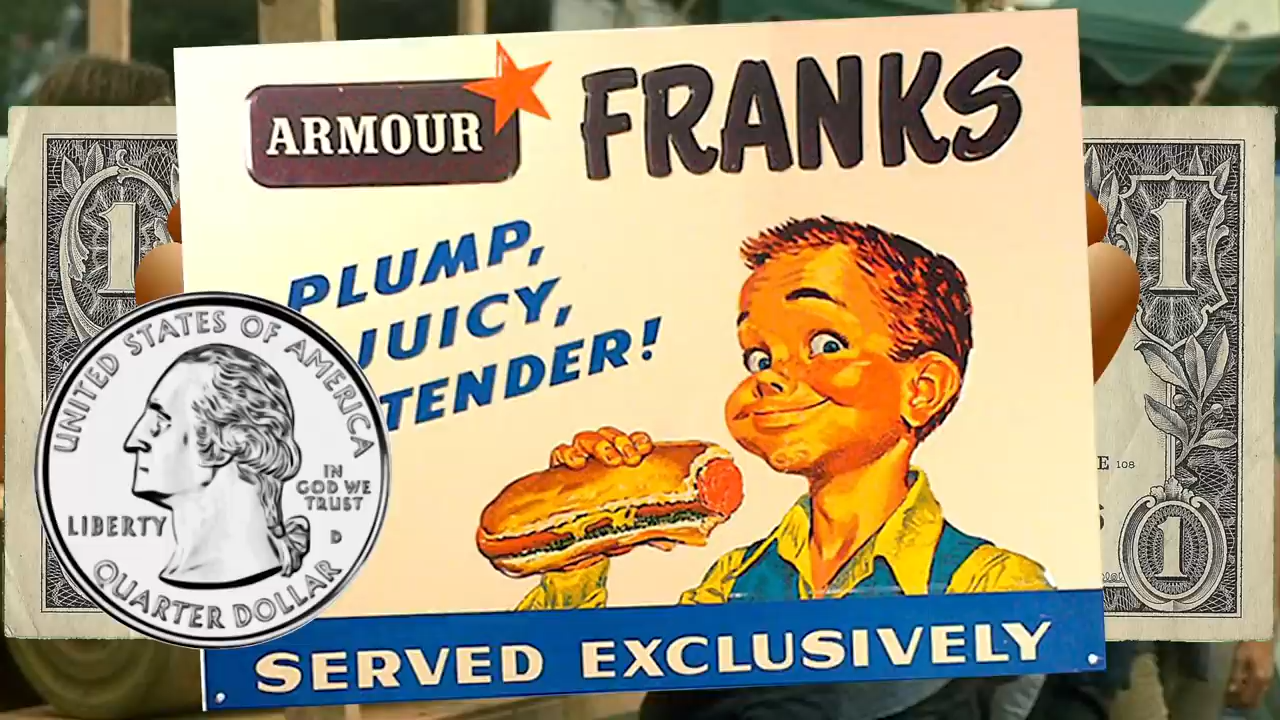 ARMOUR
FRANKS
PLUMP,
JUICY,
TENDER!
SERVED EXCLUSIVELY
UNITED STATES OF AMERICA
LIBERTY
IN
GOD WE
TRUST
D
QUARTER DOLLAR
1
1
E 108
1